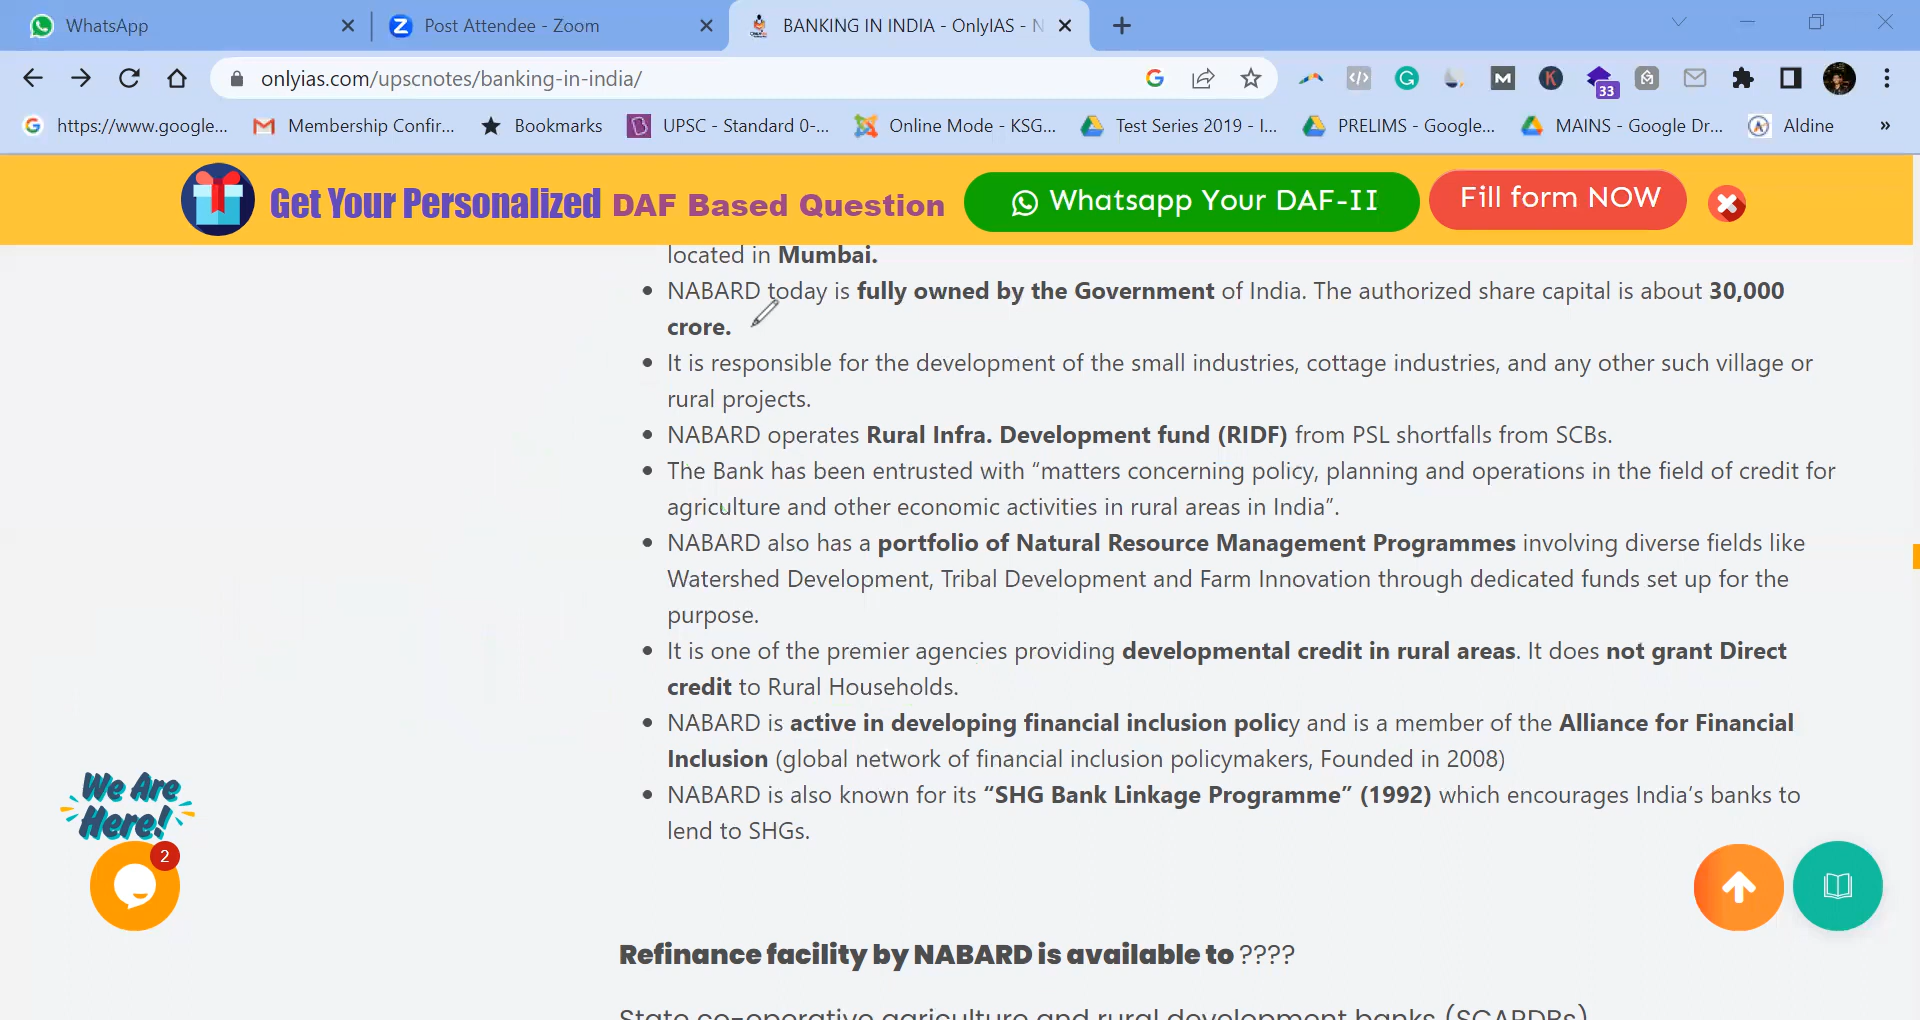 WhatsApp
Post Attendee - Zoom
BANKING IN INDIA - OnlyIAS - N
onlyias.com/upscnotes/banking-in-india/
33
https://www.google...
Membership Confir...
Bookmarks
UPSC - Standard 0-...
Online Mode - KSG...
Test Series 2019 - I...
PRELIMS - Google...
MAINS - Google Dr...
Aldine
»
Get Your Personalized DAF Based Question
Whatsapp Your DAF-II
Fill form NOW
located in Mumbai.
• NABARD today is fully owned by the Government of India. The authorized share capital is about 30,000
crore.
• It is responsible for the development of the small industries, cottage industries, and any other such village or
rural projects.
• NABARD operates Rural Infra. Development fund (RIDF) from PSL shortfalls from SCBs.
• The Bank has been entrusted with “matters concerning policy, planning and operations in the field of credit for
agriculture and other economic activities in rural areas in India”.
• NABARD also has a portfolio of Natural Resource Management Programmes involving diverse fields like
Watershed Development, Tribal Development and Farm Innovation through dedicated funds set up for the
purpose.
• It is one of the premier agencies providing developmental credit in rural areas. It does not grant Direct
credit to Rural Households.
• NABARD is active in developing financial inclusion policy and is a member of the Alliance for Financial
Inclusion (global network of financial inclusion policymakers, Founded in 2008)
• NABARD is also known for its “SHG Bank Linkage Programme” (1992) which encourages India’s banks to
lend to SHGs.
We Are
Here!
2
Refinance facility by NABARD is available to ????
State co-operative agriculture and rural development banks (SCARDBs)